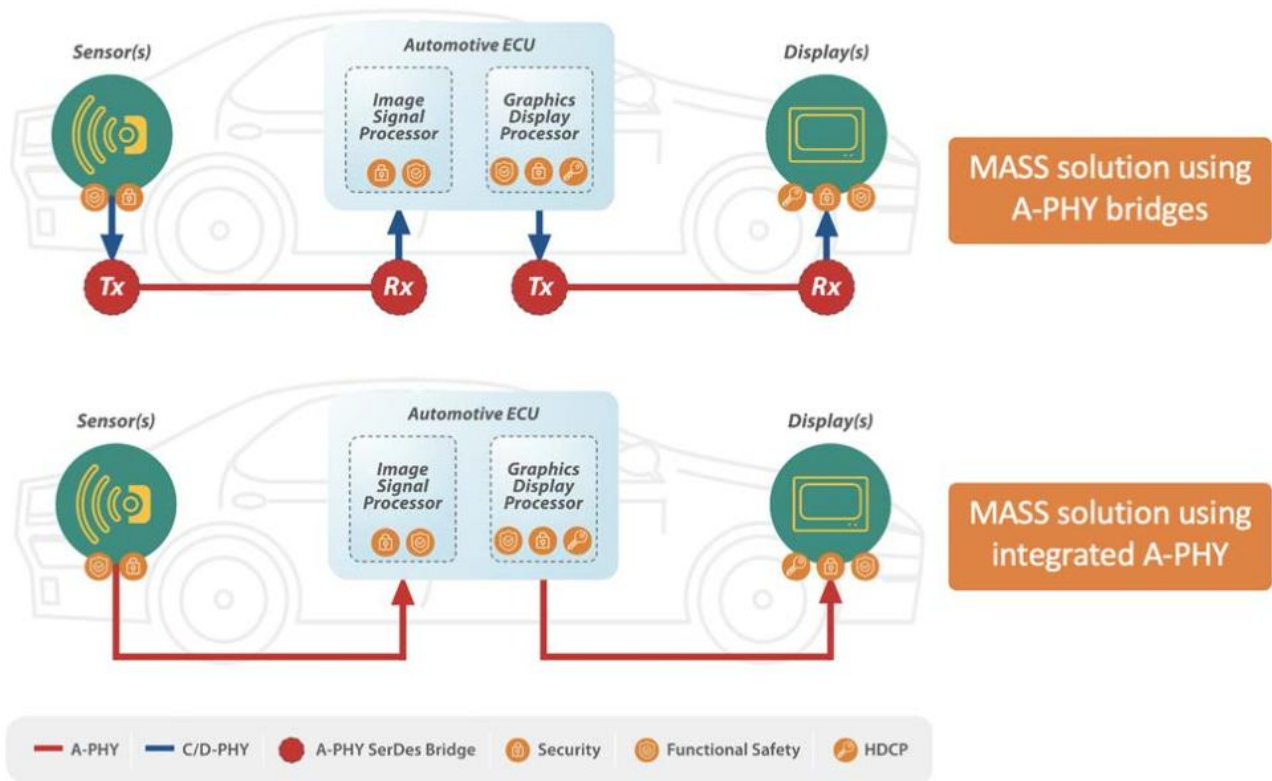 Sensor(s)
Automotive ECU
Display(s)
Image
Signal
Processor
Graphics
Display
Processor
MASS solution using
A-PHY bridges
Tx
Rx
Tx
Rx
Sensor(s)
Automotive ECU
Display(s)
Image
Signal
Processor
Graphics
Display
Processor
MASS solution using
integrated A-PHY
A-PHY
C/D-PHY
A-PHY SerDes Bridge
Security
Functional Safety
HDCP